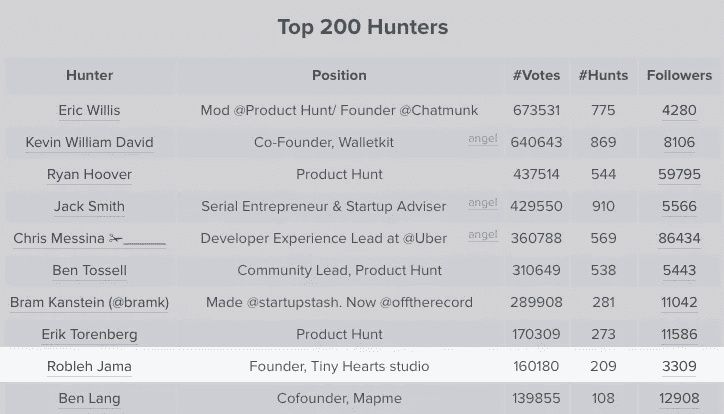 Top 200 Hunters
Hunter Position #Votes #Hunts Followers
Eric Willis Mod @Product Hunt/ Founder @Chatmunk 673531 775 4280
Kevin William David Co-Founder, Walletkit angel 640643 869 8106
Ryan Hoover Product Hunt 437514 544 59795
Jack Smith Serial Entrepreneur & Startup Adviser angel 429550 910 5566
Chris Messina ✁______ Developer Experience Lead at @Uber angel 360788 569 86434
Ben Tossell Community Lead, Product Hunt 310649 538 5443
Bram Kanstein (@bramk) Made @startupstash. Now @offtherecord 289908 281 11042
Erik Torenberg Product Hunt 170309 273 11586
Robleh Jama Founder, Tiny Hearts studio 160180 209 3309
Ben Lang Cofounder, Mapme 139855 108 12908